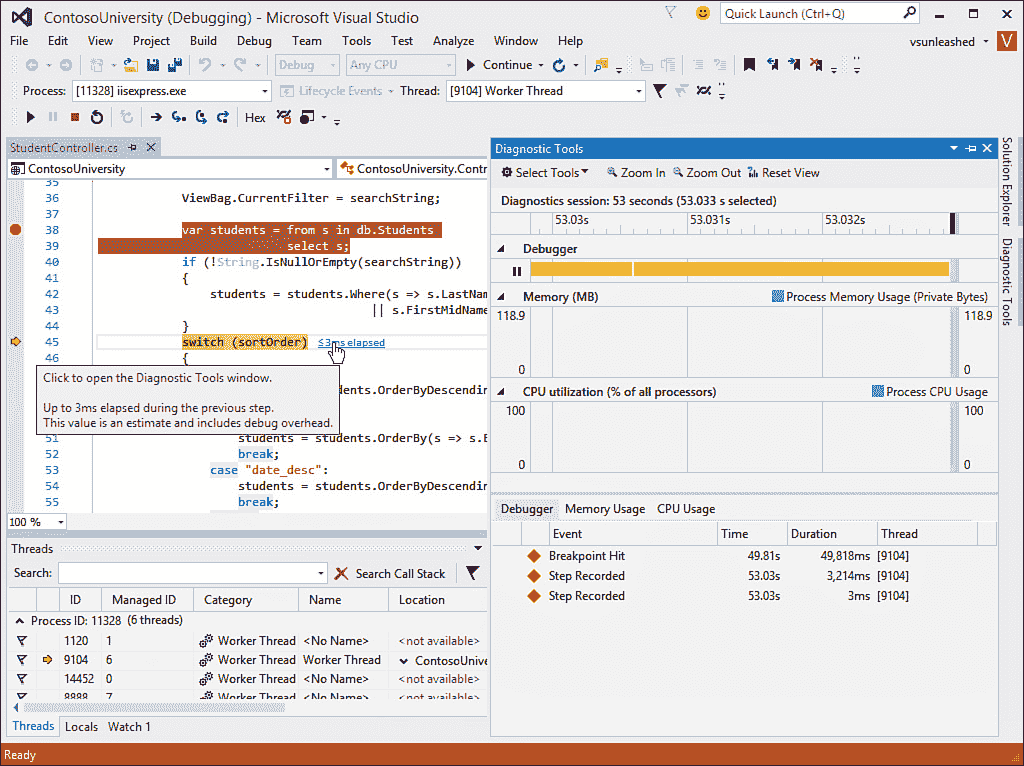 ContosoUniversity (Debugging) - Microsoft Visual Studio
Quick Launch (Ctrl+Q)
File Edit View Project Build Debug Team Tools Test Analyze Window Help
vsunleashed
V
Debug Any CPU Continue
Process: [11328] iisexpress.exe Lifecycle Events Thread: [9104] Worker Thread
Hex
StudentController.cs
ContosoUniversity ContosoUniversity.Contr
35
36 ViewBag.CurrentFilter = searchString;
37
38 var students = from s in db.Students
39 select s;
40 if (!String.IsNullOrEmpty(searchString))
41 {
42 students = students.Where(s => s.LastNam
43 || s.FirstMidName
44 }
45 switch (sortOrder) ≤3ms elapsed
46 {
Click to open the Diagnostic Tools window.
Up to 3ms elapsed during the previous step.
This value is an estimate and includes debug overhead.
dents.OrderByDescendin
51 students = students.OrderBy(s => s.E
52 break;
53 case "date_desc":
54 students = students.OrderByDescendin
55 break;
100 %
Diagnostic Tools
Select Tools Zoom In Zoom Out Reset View
Diagnostics session: 53 seconds (53.033 s selected)
53.03s 53.031s 53.032s
Debugger
Memory (MB) Process Memory Usage (Private Bytes)
118.9 118.9
0 0
CPU utilization (% of all processors) Process CPU Usage
100 100
0 0
Debugger Memory Usage CPU Usage
Event Time Duration Thread
Breakpoint Hit 49.81s 49,818ms [9104]
Step Recorded 53.03s 3,214ms [9104]
Step Recorded 53.03s 3ms [9104]
Solution Explorer
Diagnostic Tools
Threads
Search: Search Call Stack
ID Managed ID Category Name Location
Process ID: 11328 (6 threads)
1120 1 Worker Thread <No Name> <not available>
9104 6 Worker Thread Worker Thread ContosoUnive
14452 0 Worker Thread <No Name> <not available>
8888 7 Worker Thread <No Name> <not available>
Threads Locals Watch 1
Ready